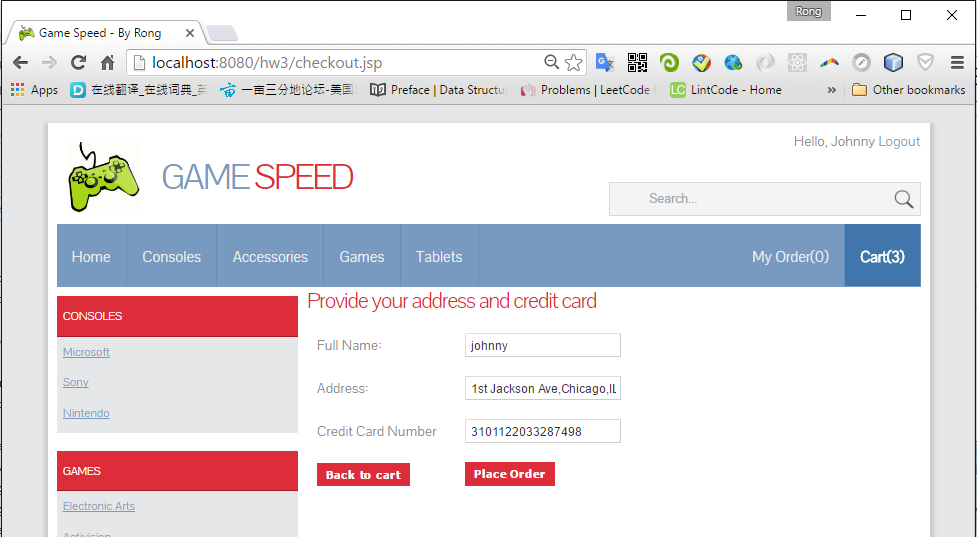 Rong
Game Speed - By Rong
localhost:8080/hw3/checkout.jsp
Apps 在线翻译_在线词典_英 一亩三分地论坛-美国 Preface | Data Structu Problems | LeetCode LintCode - Home » Other bookmarks
Hello, Johnny Logout
GAME SPEED
Search...
Home Consoles Accessories Games Tablets My Order(0) Cart(3)
Provide your address and credit card
CONSOLES
Full Name: johnny
Microsoft
Sony
Address: 1st Jackson Ave,Chicago,IL
Nintendo
Credit Card Number 3101122033287498
GAMES
Back to cart Place Order
Electronic Arts
Activision